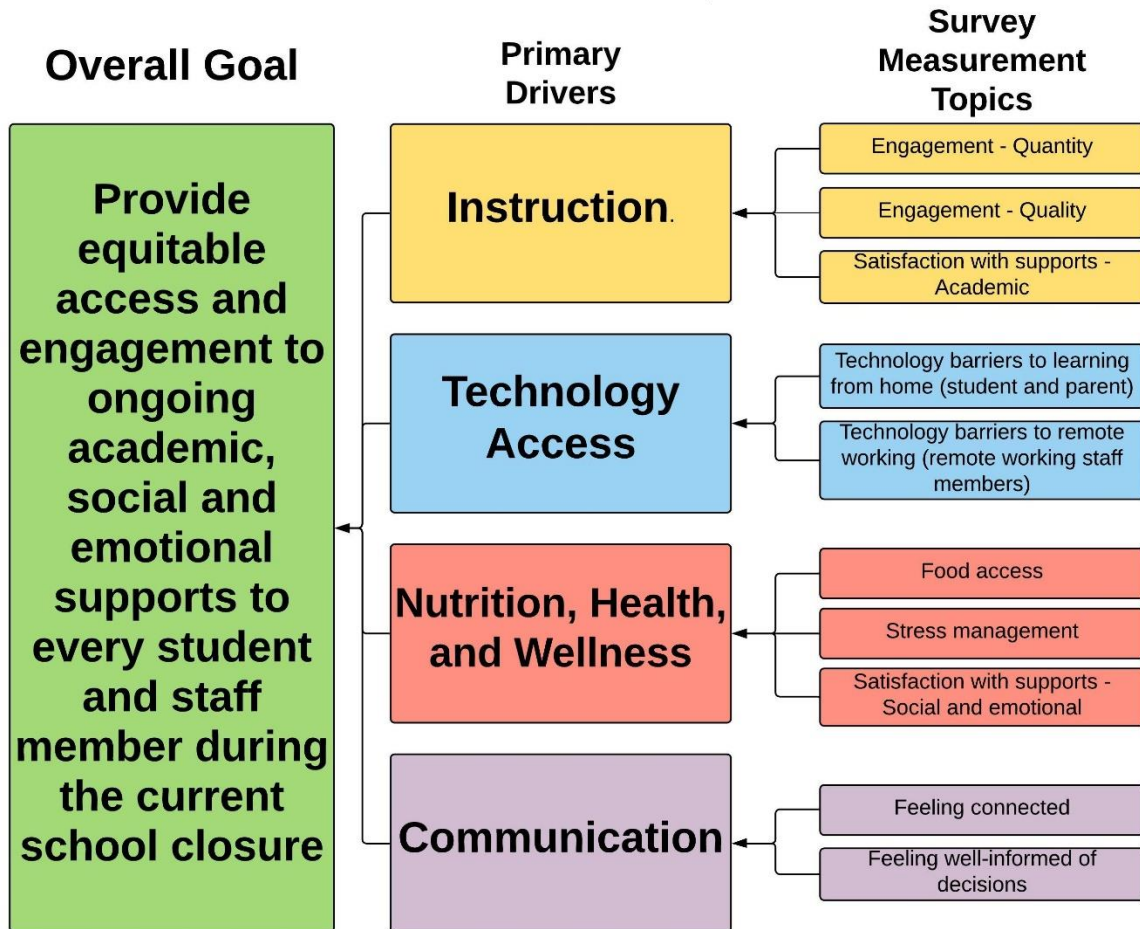 Overall Goal
Provide
equitable
access and
engagement to
ongoing
academic,
social and
emotional
supports to
every student
and staff
member during
the current
school closure
Primary
Drivers
Instruction.
Technology
Access
Nutrition, Health,
and Wellness
Communication
Survey
Measurement
Topics
Engagement - Quantity
Engagement - Quality
Satisfaction with supports -
Academic
Technology barriers to learning
from home (student and parent)
Technology barriers to remote
working (remote working staff
members)
Food access
Stress management
Satisfaction with supports -
Social and emotional
Feeling connected
Feeling well-informed of
decisions